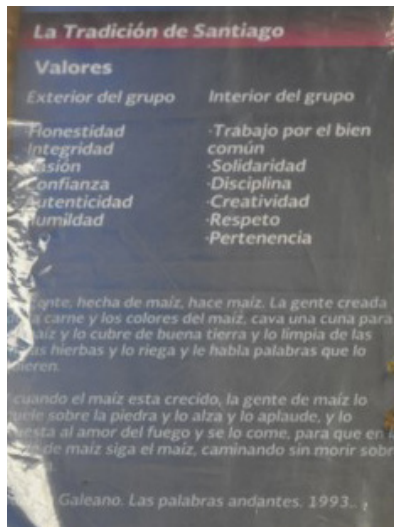 La Tradición de Santiago
Valores
Exterior del grupo Interior del grupo
Honestidad ·Trabajo por el bien
Integridad común
Pasión ·Solidaridad
Confianza ·Disciplina
Autenticidad ·Creatividad
Humildad ·Respeto
·Pertenencia
hecha de maíz, hace maíz. La gente creada
carne y los colores del maíz, cava una cuna para
maíz y lo cubre de buena tierra y lo limpia de las
hierbas y lo riega y le habla palabras que lo
cuando el maíz esta crecido, la gente de maíz lo
sobre la piedra y lo alza y lo aplaude, y lo
al amor del fuego y se lo come, para que en
de maíz siga el maíz, caminando sin morir
Galeano. Las palabras andantes. 1993.